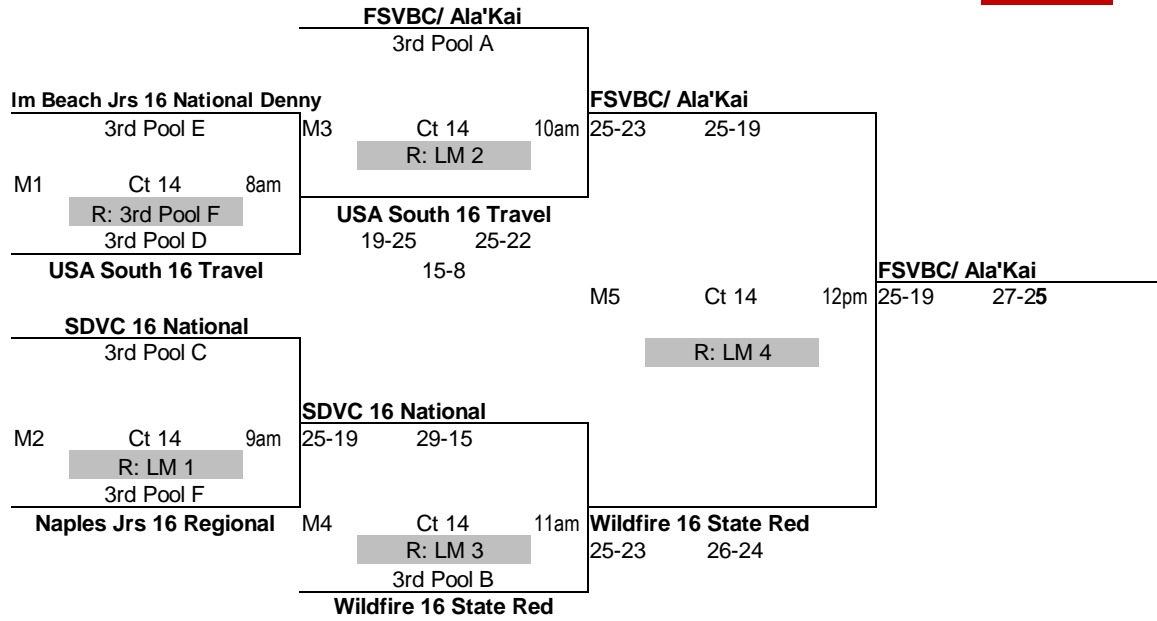 FSVBC/ Ala'Kai
3rd Pool A
Im Beach Jrs 16 National Denny
FSVBC/ Ala'Kai
3rd Pool E
M3 Ct 14 10am
25-23 25-19
R: LM 2
M1 Ct 14 8am
R: 3rd Pool F
USA South 16 Travel
3rd Pool D
19-25 25-22
USA South 16 Travel
15-8
FSVBC/ Ala'Kai
M5 Ct 14 12pm
25-19 27-25
SDVC 16 National
3rd Pool C
R: LM 4
SDVC 16 National
M2 Ct 14 9am
25-19 29-15
R: LM 1
3rd Pool F
Naples Jrs 16 Regional
M4 Ct 14 11am
Wildfire 16 State Red
R: LM 3
25-23 26-24
3rd Pool B
Wildfire 16 State Red